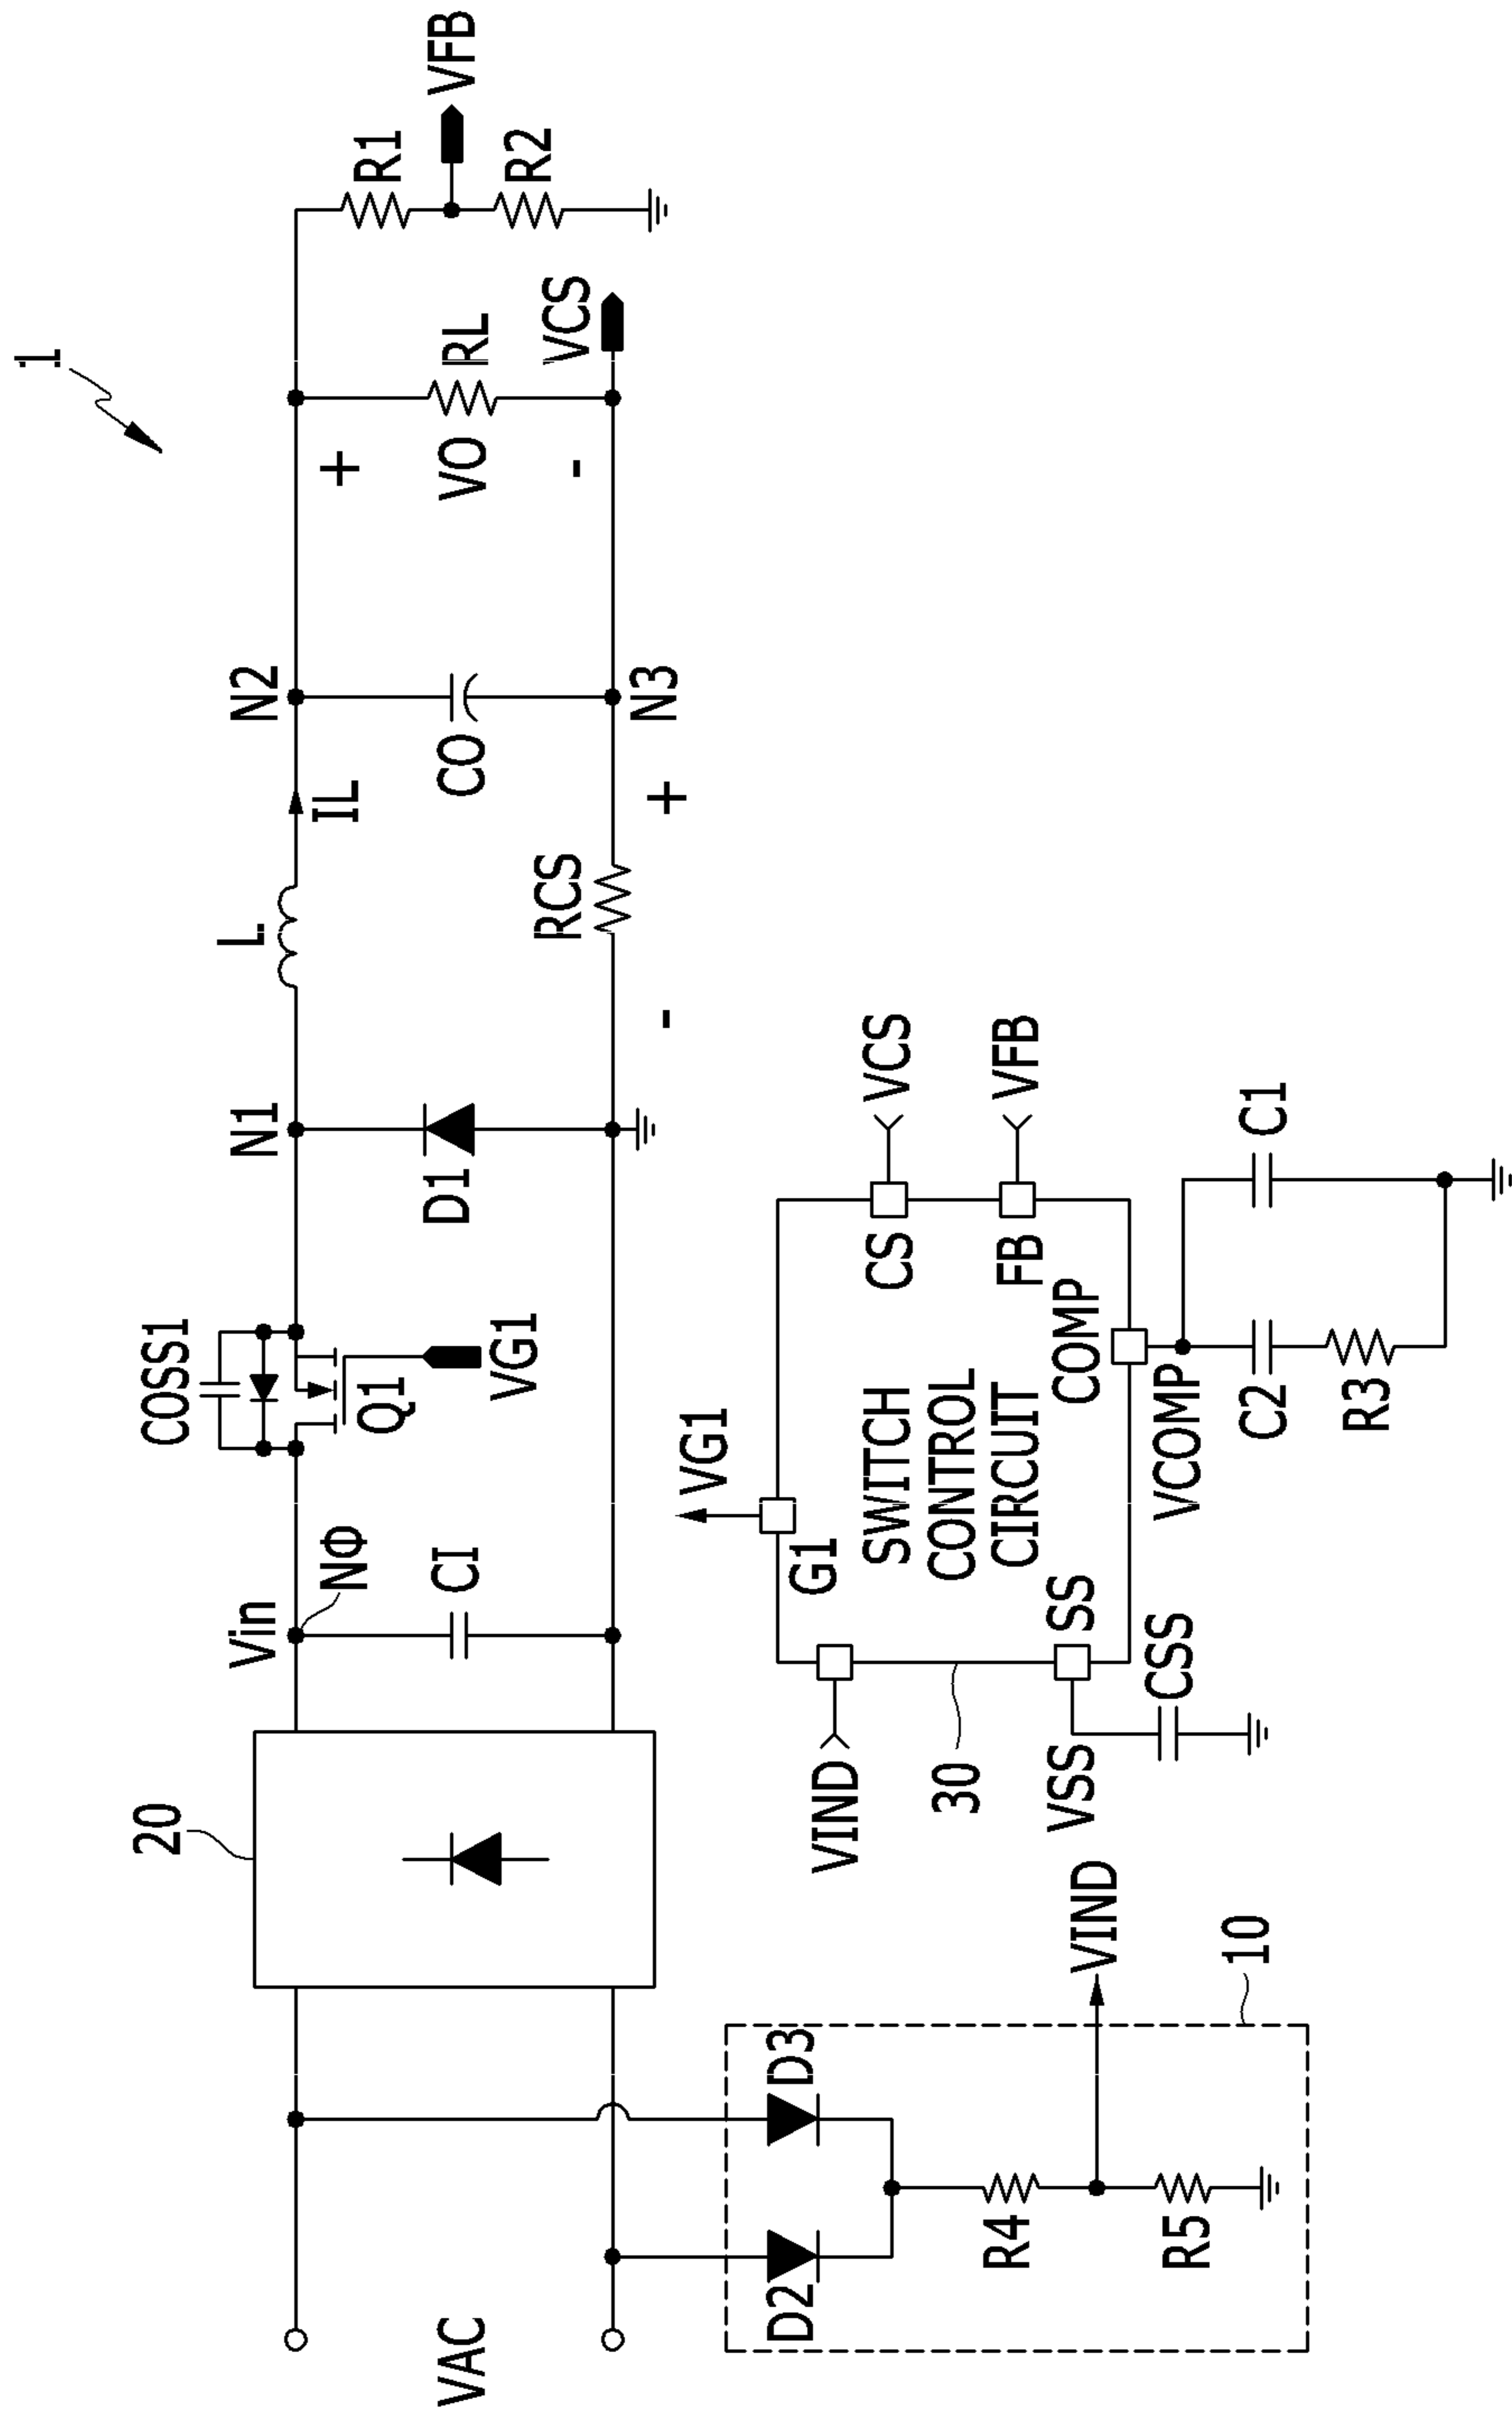 1
COSS1
Vin
NΦ
Q1
VG1
N1
L
IL
N2
+
R1
VFB
R2
20
CI
D1
RCS
CO
VO
RL
VCS
-
-
+
N3
VAC
VG1
G1
VIND
SWITCH
CONTROL
CIRCUIT
CS
VCS
FB
VFB
30
SS
VSS
CSS
COMP
VCOMP
C2
C1
R3
D2
D3
R4
VIND
R5
10